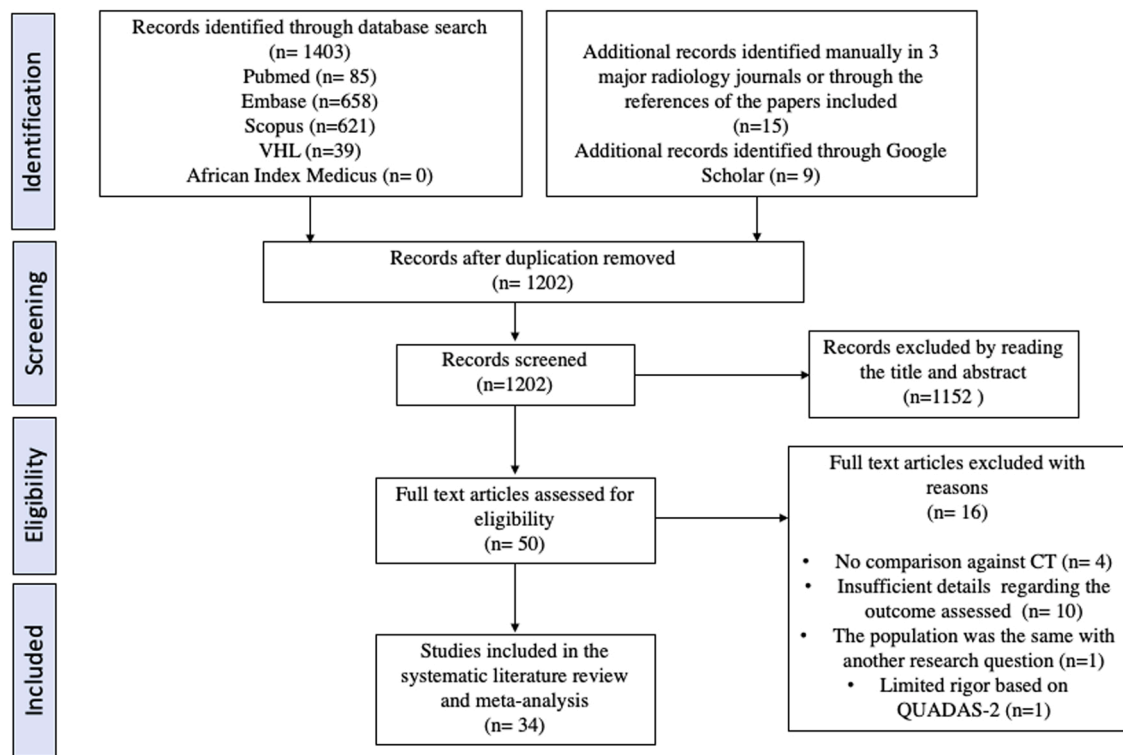 Identification
Records identified through database search
(n= 1403)
Pubmed (n= 85)
Embase (n=658)
Scopus (n=621)
VHL (n=39)
African Index Medicus (n= 0)
Additional records identified manually in 3
major radiology journals or through the
references of the papers included
(n=15)
Additional records identified through Google
Scholar (n= 9)
Screening
Records after duplication removed
(n= 1202)
Records screened
(n=1202)
Records excluded by reading
the title and abstract
(n=1152 )
Eligibility
Full text articles assessed for
eligibility
(n= 50)
Full text articles excluded with
reasons
(n= 16)
• No comparison against CT (n= 4)
• Insufficient details regarding the
outcome assessed (n= 10)
• The population was the same with
another research question (n=1)
• Limited rigor based on
QUADAS-2 (n=1)
Included
Studies included in the
systematic literature review
and meta-analysis
(n= 34)